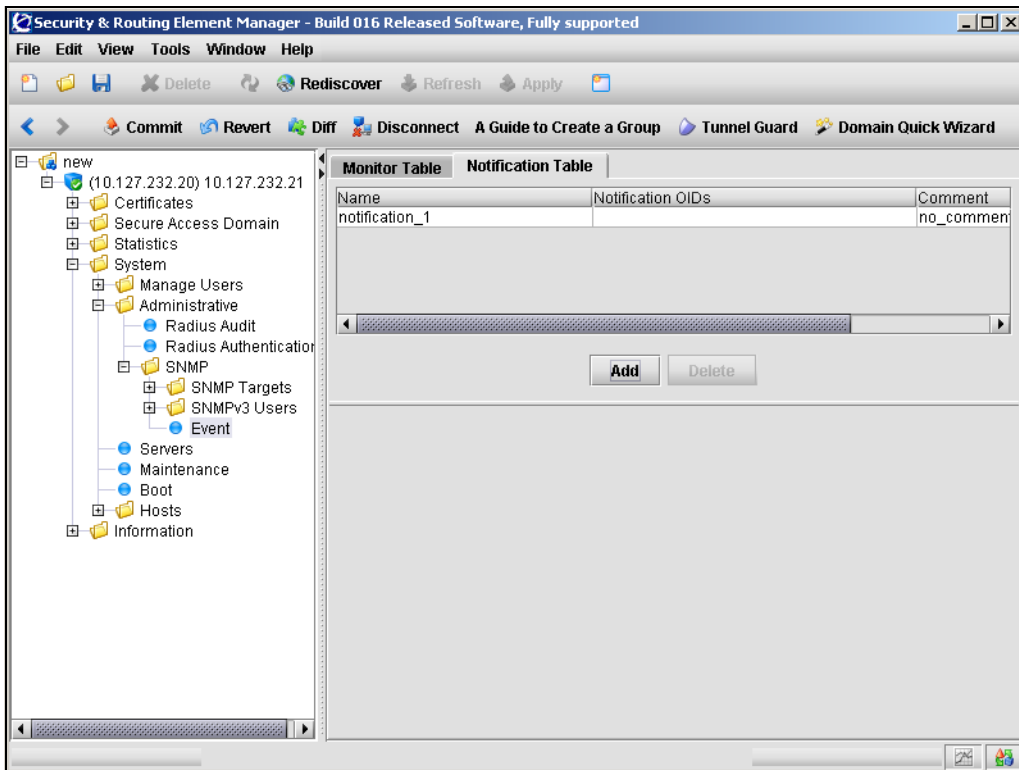 Security & Routing Element Manager - Build 016 Released Software, Fully supported
File Edit View Tools Window Help
Delete Rediscover Refresh Apply
Commit Revert Diff Disconnect A Guide to Create a Group Tunnel Guard Domain Quick Wizard
new
(10.127.232.20) 10.127.232.21
Certificates
Secure Access Domain
Statistics
System
Manage Users
Administrative
Radius Audit
Radius Authentication
SNMP
SNMP Targets
SNMPv3 Users
Event
Servers
Maintenance
Boot
Hosts
Information
Monitor Table Notification Table
Name Notification OIDs Comment
notification_1 no_comment
Add Delete